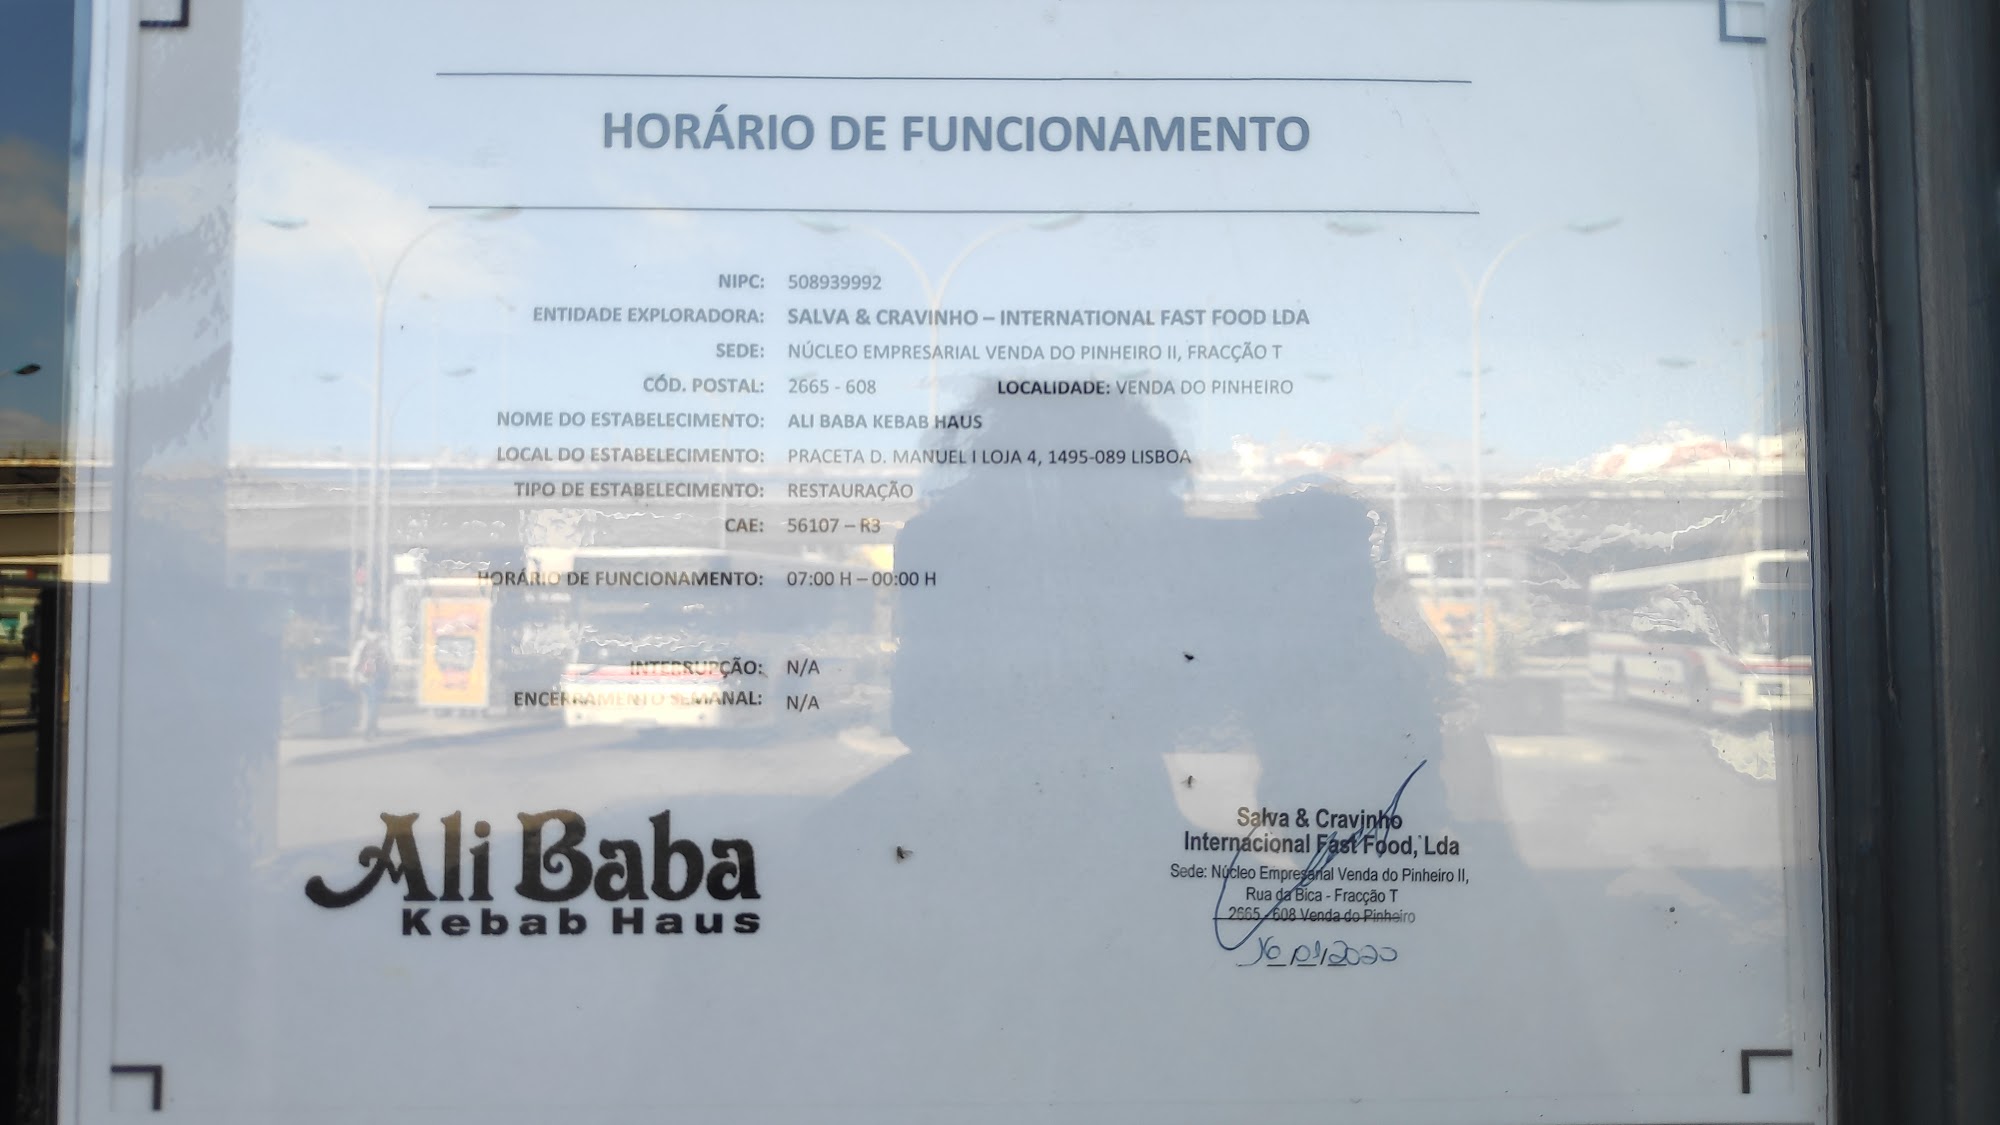 HORÁRIO DE FUNCIONAMENTO
NIPC: 508939992
ENTIDADE EXPLORADORA: SALVA & CRAVINHO – INTERNATIONAL FAST FOOD LDA
SEDE: NÚCLEO EMPRESARIAL VENDA DO PINHEIRO II, FRACÇÃO T
CÓD. POSTAL: 2665 - 608 LOCALIDADE: VENDA DO PINHEIRO
NOME DO ESTABELECIMENTO: ALI BABA KEBAB HAUS
LOCAL DO ESTABELECIMENTO: PRACETA D. MANUEL I LOJA 4, 1495-089 LISBOA
TIPO DE ESTABELECIMENTO: RESTAURAÇÃO
CAE: 56107 – R3
HORÁRIO DE FUNCIONAMENTO: 07:00 H – 00:00 H
INTERRUPÇÃO: N/A
ENCERRAMENTO SEMANAL: N/A
Ali Baba
Kebab Haus
Salva & Cravinho
Internacional Fast Food, Lda
Sede: Núcleo Empresarial Venda do Pinheiro II,
Rua da Bica - Fracção T
2665 - 608 Venda do Pinheiro